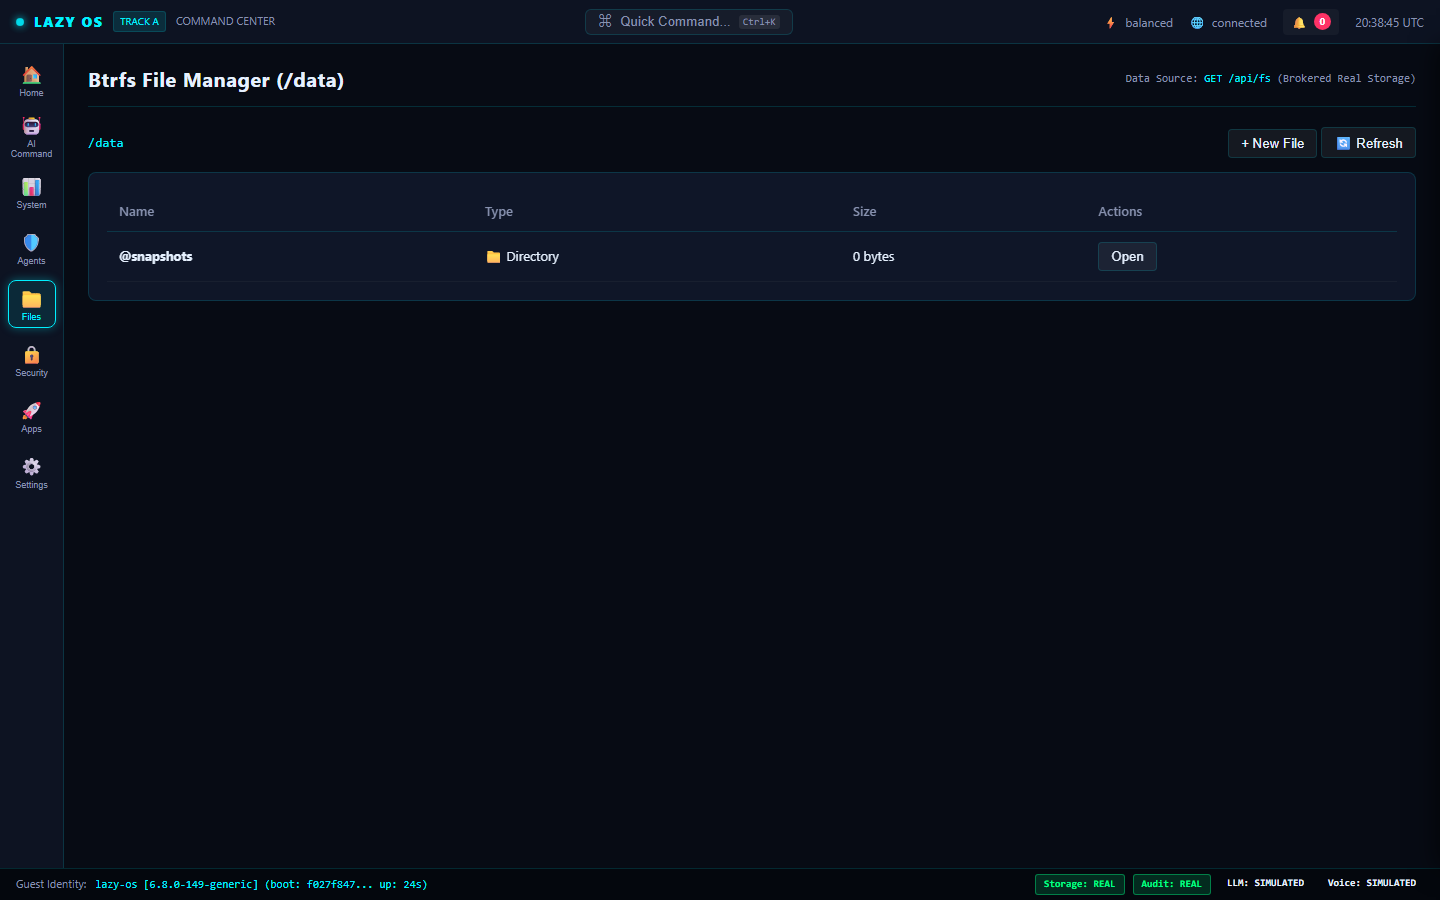 LAZY OS TRACK A COMMAND CENTER ⌘ Quick Command... Ctrl+K balanced connected 0 20:38:45 UTC
Home
AI Command
System
Agents
Files
Security
Apps
Settings
Btrfs File Manager (/data)
Data Source: GET /api/fs (Brokered Real Storage)
/data
+ New File Refresh
Name Type Size Actions
@snapshots Directory 0 bytes Open
Guest Identity: lazy-os [6.8.0-149-generic] (boot: f027f847... up: 24s)
Storage: REAL Audit: REAL LLM: SIMULATED Voice: SIMULATED